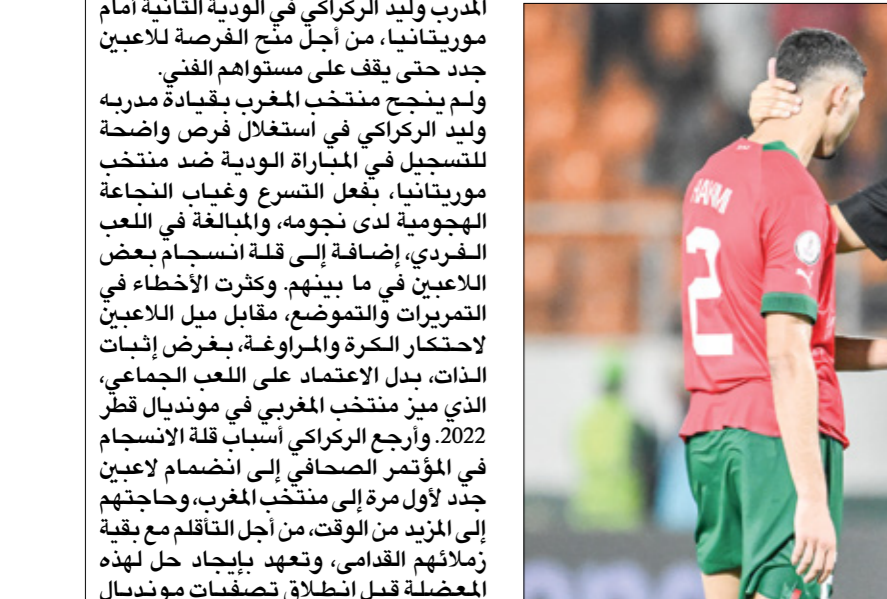 المدرب وليد الركراكي في الودية الثانية أمام
موريتانيا، من أجل منح الفرصة للاعبين
جدد حتى يقف على مستواهم الفني.
ولم ينجح منتخب المغرب بقيادة مدربه
وليد الركراكي في استغلال فرص واضحة
للتسجيل في المباراة الودية ضد منتخب
موريتانيا، بفعل التسرع وغياب النجاعة
الهجومية لدى نجومه، والمبالغة في اللعب
الفردي، إضافة إلى قلة انسجام بعض
اللاعبين في ما بينهم. وكثرت الأخطاء في
التمريرات والتموضع، مقابل ميل اللاعبين
لاحتكار الكرة والمراوغة، بغرض إثبات
الذات، بدل الاعتماد على اللعب الجماعي،
الذي ميز منتخب المغربي في مونديال قطر
2022. وأرجع الركراكي أسباب قلة الانسجام
في المؤتمر الصحافي إلى انضمام لاعبين
جدد لأول مرة إلى منتخب المغرب، وحاجتهم
إلى المزيد من الوقت، من أجل التأقلم مع بقية
زملائهم القدامى، وتعهد بإيجاد حل لهذه
المعضلة قبل انطلاق تصفيات مونديال
HAKIMI
2